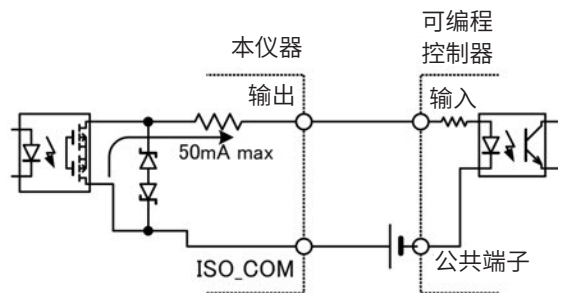 本仪器
可编程
控制器
输出
输入
50mA max
ISO_COM
公共端子